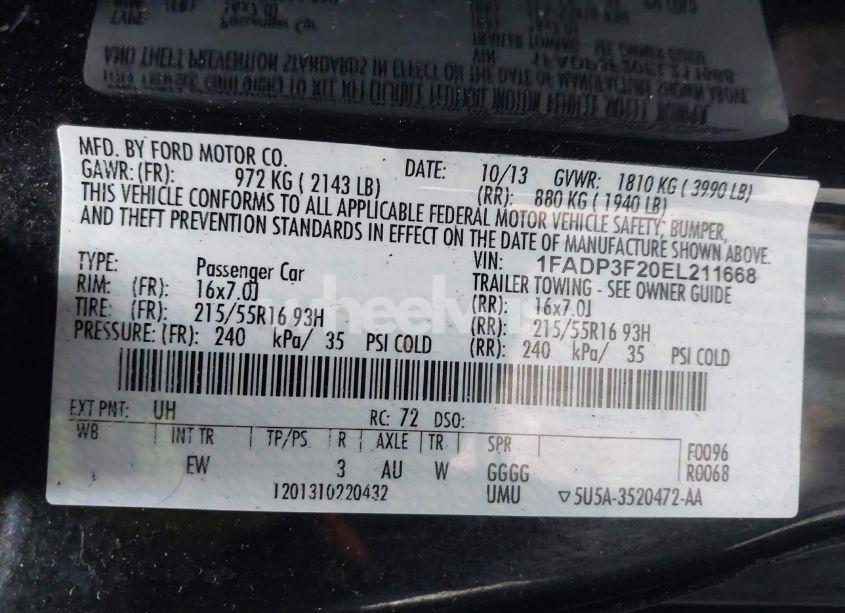 MFD. BY FORD MOTOR CO. DATE: 10/13 GVWR: 1810 KG ( 3990 LB)
GAWR: (FR): 972 KG ( 2143 LB) (RR): 880 KG ( 1940 LB)
THIS VEHICLE CONFORMS TO ALL APPLICABLE FEDERAL MOTOR VEHICLE SAFETY, BUMPER,
AND THEFT PREVENTION STANDARDS IN EFFECT ON THE DATE OF MANUFACTURE SHOWN ABOVE.
VIN: 1FADP3F20EL211668
TYPE: Passenger Car TRAILER TOWING - SEE OWNER GUIDE
RIM: (FR): 16x7.0J (RR): 16x7.0J
TIRE: (FR): 215/55R16 93H (RR): 215/55R16 93H
PRESSURE: (FR): 240 kPa/ 35 PSI COLD (RR): 240 kPa/ 35 PSI COLD
EXT PNT: UH RC: 72 DSO:
WB INT TR TP/PS R AXLE TR SPR F0096
EW 3 AU W GGGG R0068
1201310220432 UMU ▽5U5A-3520472-AA